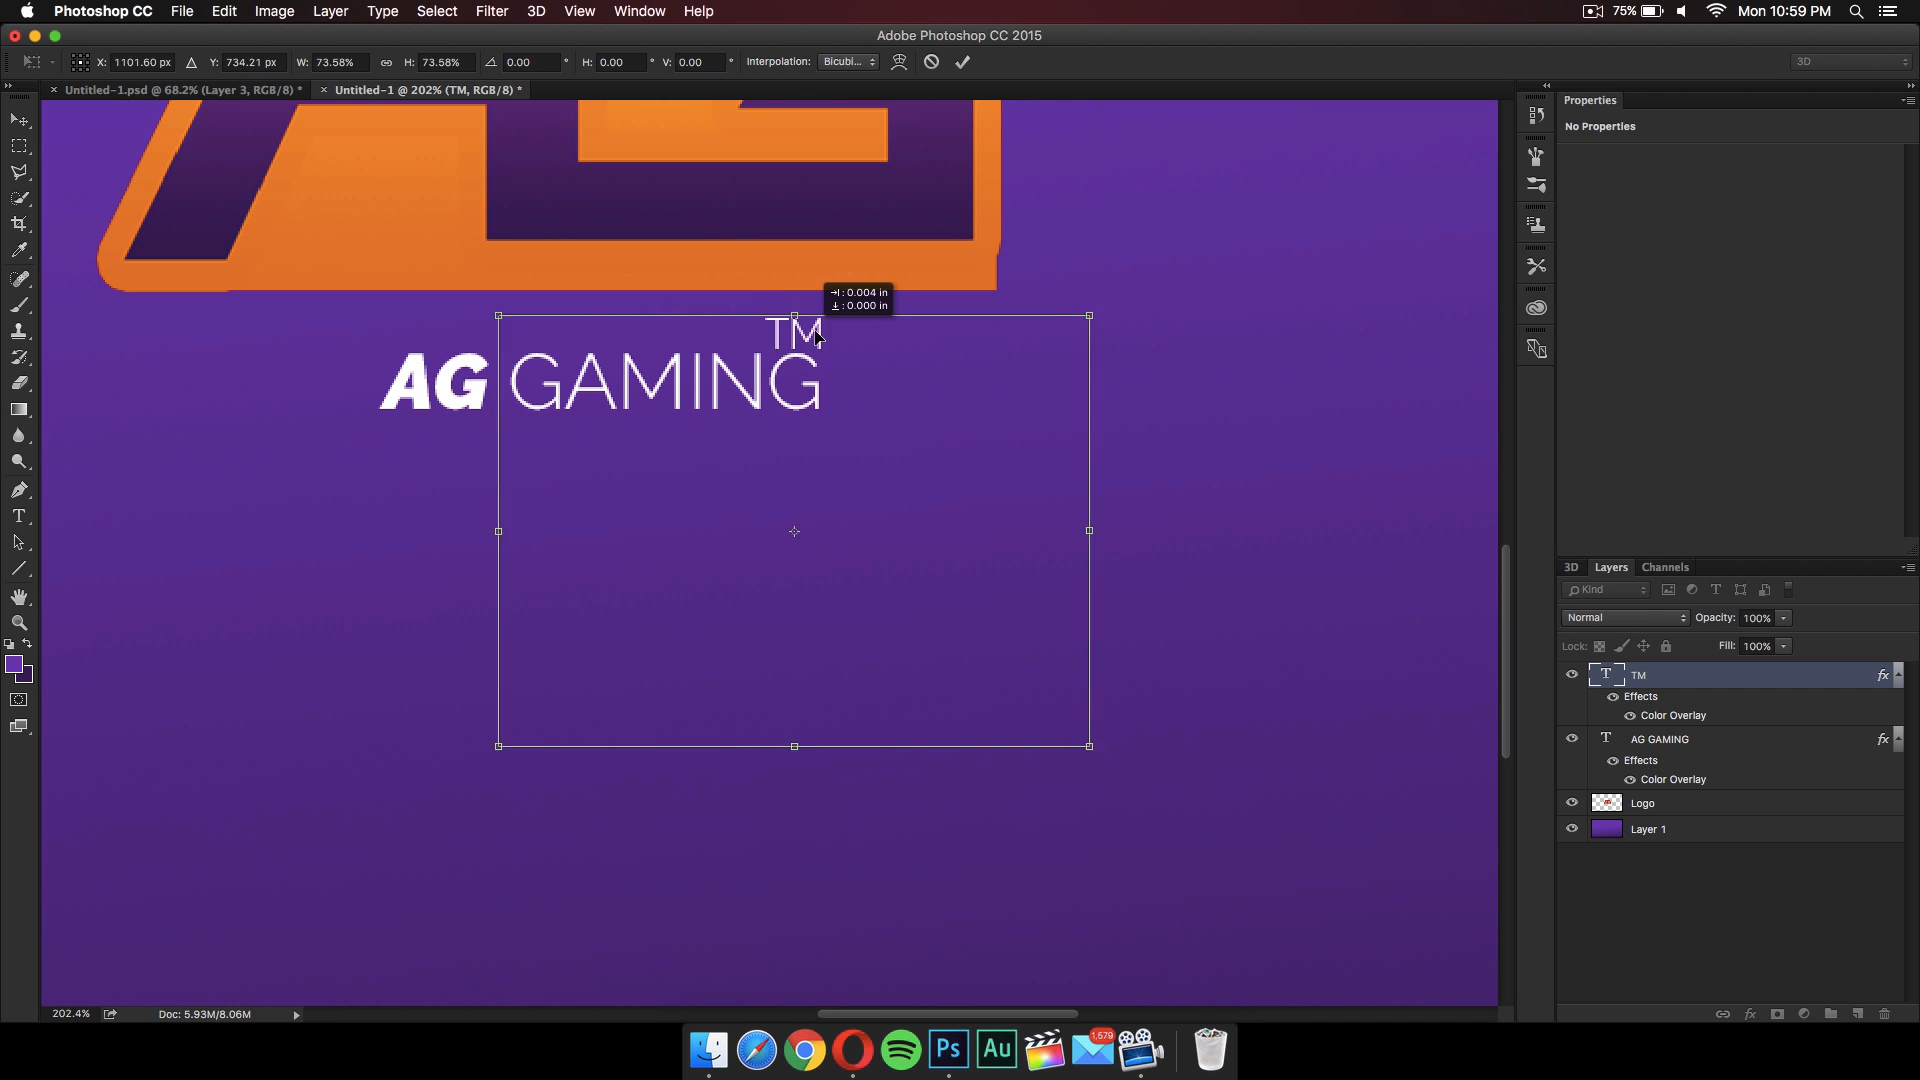 Photoshop CC File Edit Image Layer Type Select Filter 3D View Window Help 75% Mon 10:59 PM
Adobe Photoshop CC 2015
X: 1101.60 px Y: 734.21 px W: 73.58% H: 73.58% 0.00 ° H: 0.00 ° V: 0.00 ° Interpolation: Bicubi... 3D
Untitled-1.psd @ 68.2% (Layer 3, RGB/8) * Untitled-1 @ 202% (TM, RGB/8) *
Properties
No Properties
: 0.004 in
: 0.000 in
TM
AG GAMING
3D Layers Channels
Kind
Normal Opacity: 100%
Lock: Fill: 100%
T TM fx
Effects
Color Overlay
T AG GAMING fx
Effects
Color Overlay
Logo
Layer 1
202.4% Doc: 5.93M/8.06M
fx
Ps Au 1,579